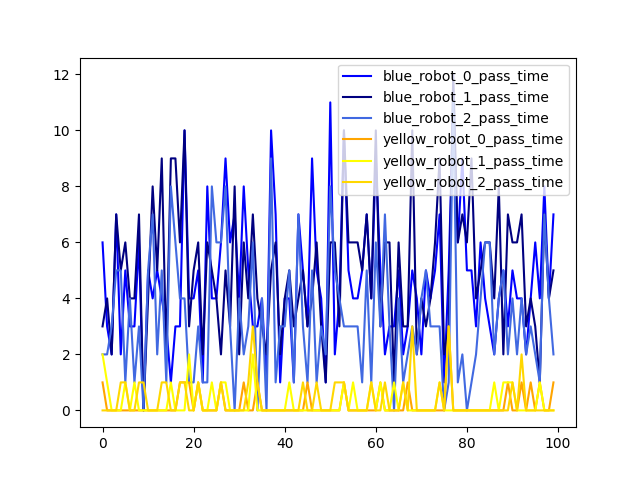 12
10
8
6
4
2
0
0
20
40
60
80
100
blue_robot_0_pass_time
blue_robot_1_pass_time
blue_robot_2_pass_time
yellow_robot_0_pass_time
yellow_robot_1_pass_time
yellow_robot_2_pass_time